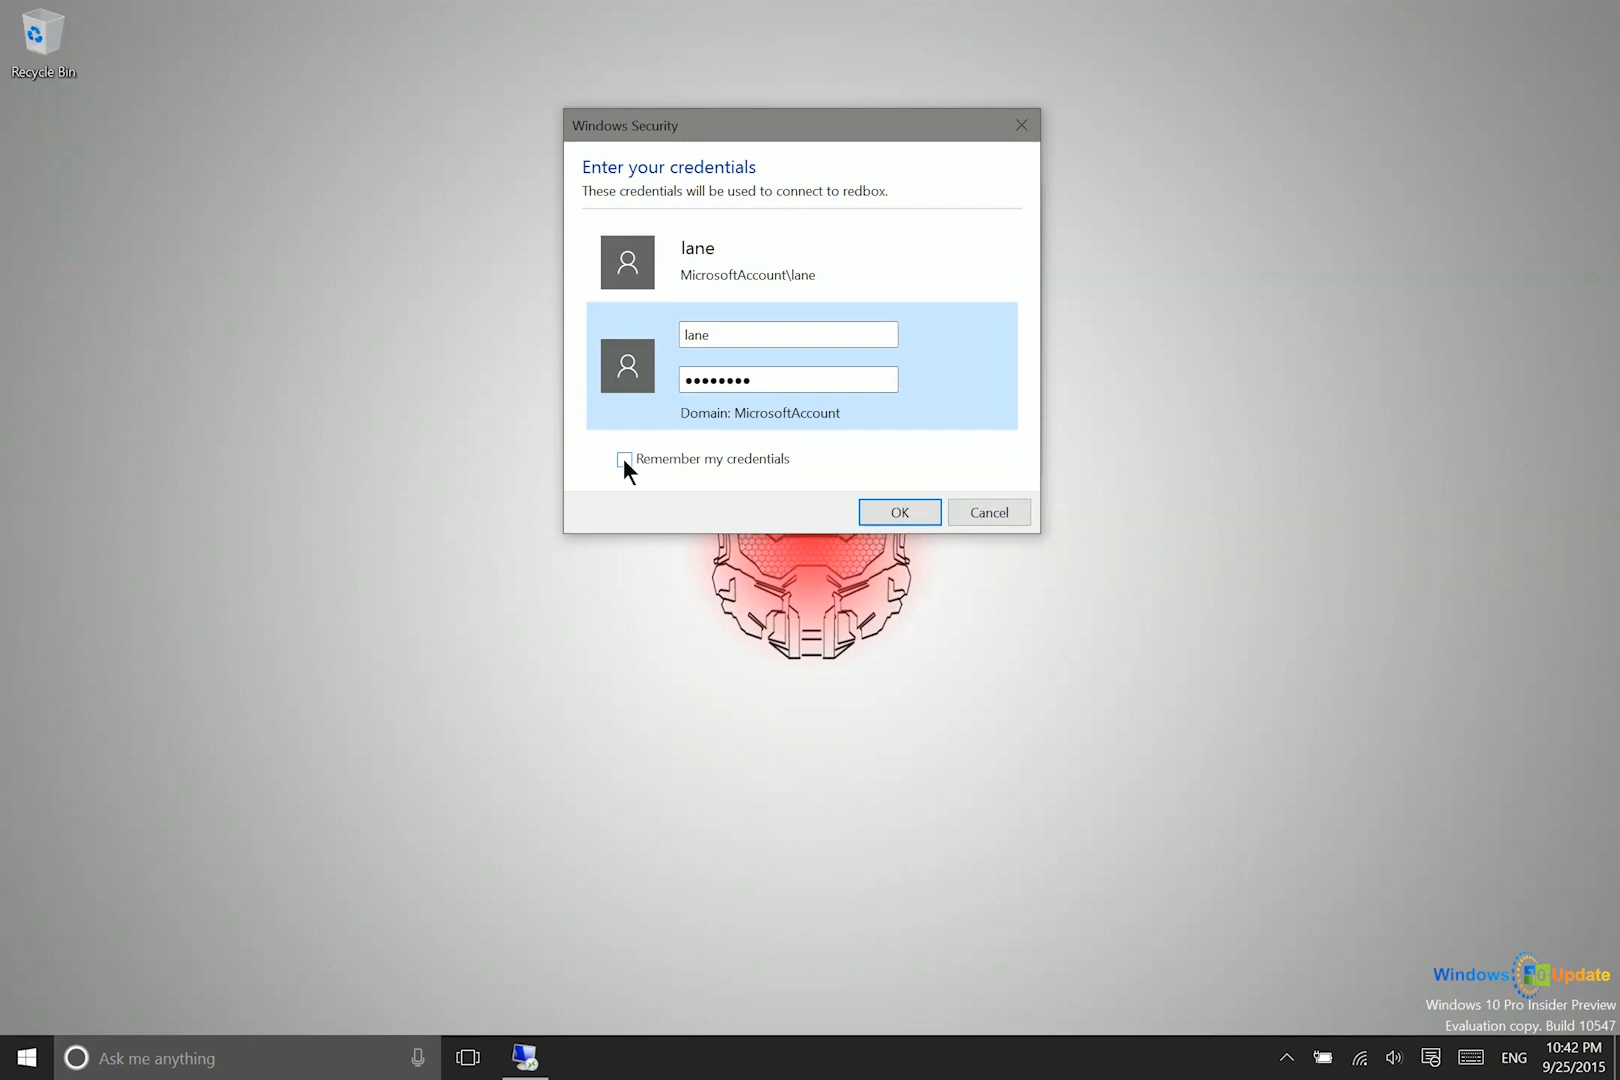 Recycle Bin
Windows Security
Enter your credentials
These credentials will be used to connect to redbox.
lane
MicrosoftAccount\lane
lane
●●●●●●●●
Domain: MicrosoftAccount
Remember my credentials
OK
Cancel
Windows 10 Update
Windows 10 Pro Insider Preview
Evaluation copy. Build 10547
Ask me anything
ENG
10:42 PM
9/25/2015